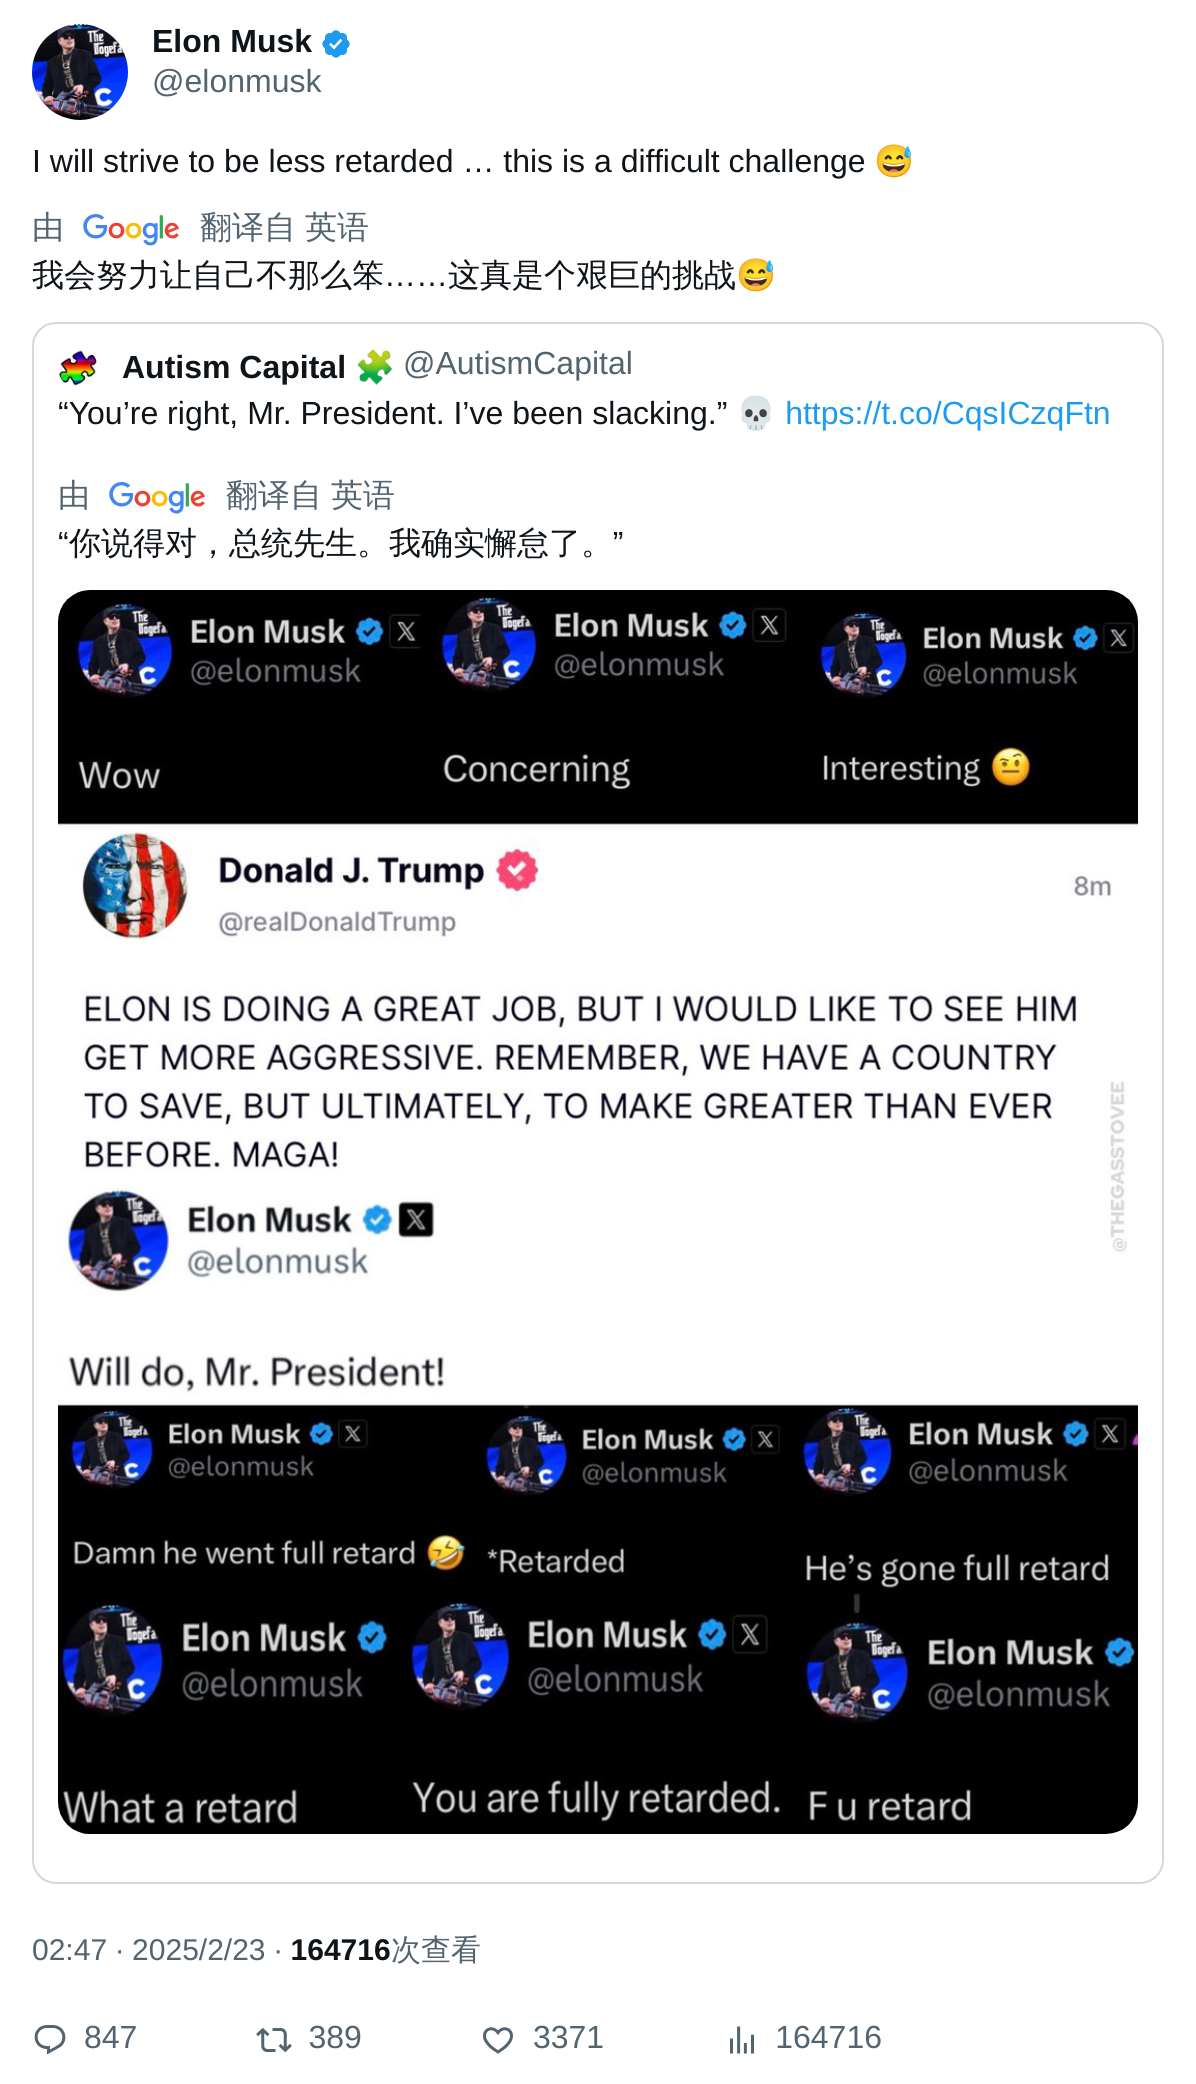 Elon Musk
@elonmusk
I will strive to be less retarded … this is a difficult challenge 😅
由 Google 翻译自 英语
我会努力让自己不那么笨……这真是个艰巨的挑战😅
Autism Capital 🧩 @AutismCapital
“You’re right, Mr. President. I’ve been slacking.” 💀 https://t.co/CqsICzqFtn
由 Google 翻译自 英语
“你说得对，总统先生。我确实懈怠了。”
Elon Musk
@elonmusk
Wow
Elon Musk
@elonmusk
Concerning
Elon Musk
@elonmusk
Interesting 🤨
Donald J. Trump
8m
@realDonaldTrump
ELON IS DOING A GREAT JOB, BUT I WOULD LIKE TO SEE HIM
GET MORE AGGRESSIVE. REMEMBER, WE HAVE A COUNTRY
TO SAVE, BUT ULTIMATELY, TO MAKE GREATER THAN EVER
BEFORE. MAGA!
@THEGASSTOVEE
Elon Musk
@elonmusk
Will do, Mr. President!
Elon Musk
@elonmusk
Damn he went full retard 🤣
Elon Musk
@elonmusk
*Retarded
Elon Musk
@elonmusk
He’s gone full retard
Elon Musk
@elonmusk
What a retard
Elon Musk
@elonmusk
You are fully retarded.
Elon Musk
@elonmusk
F u retard
02:47 · 2025/2/23 · 164716次查看
847 389 3371 164716